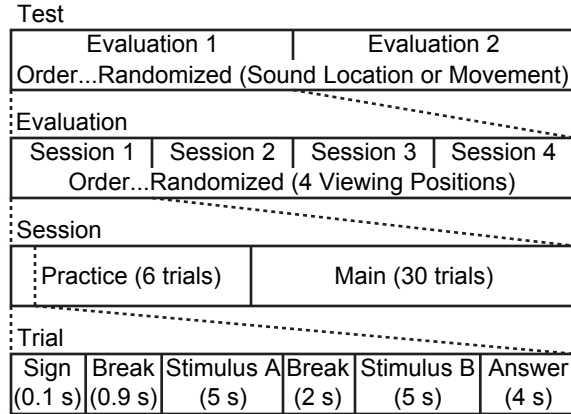 Test
Evaluation 1 Evaluation 2
Order...Randomized (Sound Location or Movement)
Evaluation
Session 1 Session 2 Session 3 Session 4
Order...Randomized (4 Viewing Positions)
Session
Practice (6 trials) Main (30 trials)
Trial
Sign Break Stimulus A Break Stimulus B Answer
(0.1 s) (0.9 s) (5 s) (2 s) (5 s) (4 s)